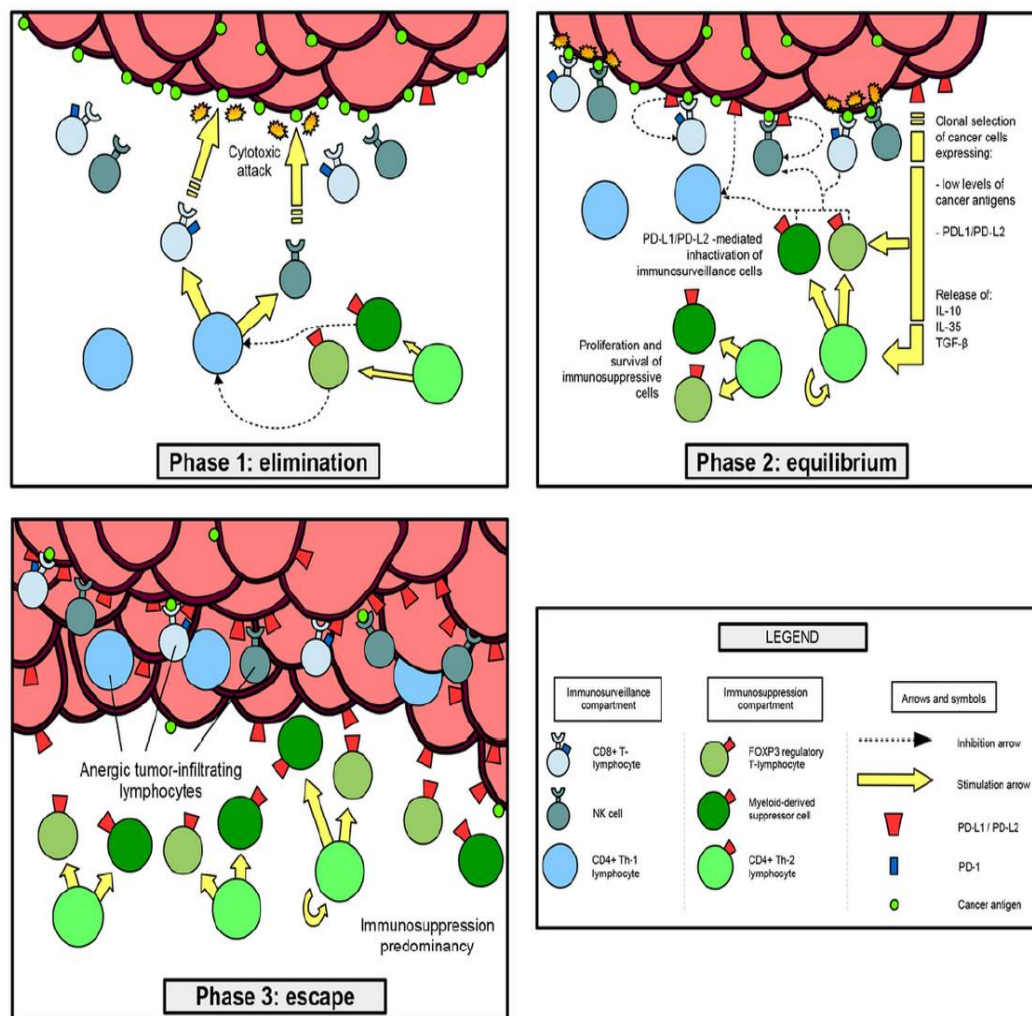 Cytotoxic
attack
Phase 1: elimination
Clonal selection
of cancer cells
expressing:
- low levels of
cancer antigens
- PDL1/PD-L2
PD-L1/PD-L2 -mediated
inhactivation of
immunosurveillance cells
Release of:
IL-10
IL-35
TGF-β
Proliferation and
survival of
immunosuppressive
cells
Phase 2: equilibrium
Anergic tumor-infiltrating
lymphocytes
Immunosuppression
predominancy
Phase 3: escape
LEGEND
Immunosurveillance
compartment
Immunosuppression
compartment
Arrows and symbols
CD8+ T-
lymphocyte
FOXP3 regulatory
T-lymphocyte
Inhibition arrow
Stimulation arrow
NK cell
Myeloid-derived
suppressor cell
PD-L1 / PD-L2
CD4+ Th-1
lymphocyte
CD4+ Th-2
lymphocyte
PD-1
Cancer antigen